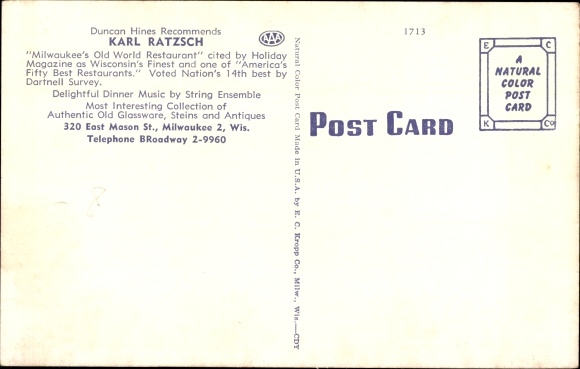 Duncan Hines Recommends
KARL RATZSCH
AAA
"Milwaukee's Old World Restaurant" cited by Holiday
Magazine as Wisconsin's Finest and one of "America's
Fifty Best Restaurants." Voted Nation's 14th best by
Dartnell Survey.
Delightful Dinner Music by String Ensemble
Most Interesting Collection of
Authentic Old Glassware, Steins and Antiques
320 East Mason St., Milwaukee 2, Wis.
Telephone BRoadway 2-9960
Natural Color Post Card Made in U.S.A. by E. C. Kropp Co., Milw., Wis.—CDY
1713
POST CARD
E C
A
NATURAL
COLOR
POST
CARD
K Co